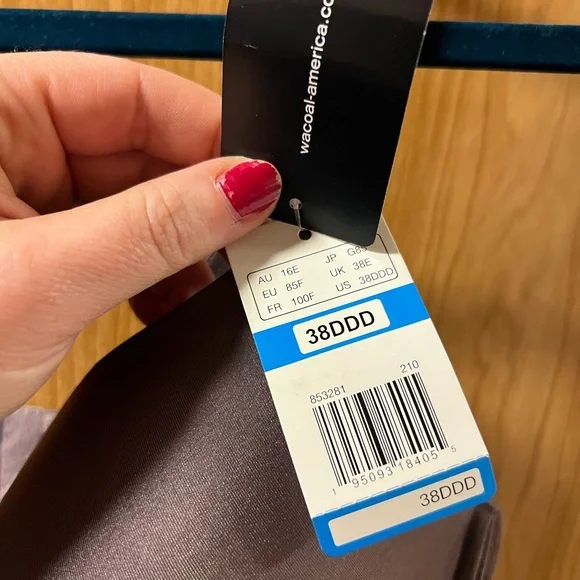 wacoal-america.co
AU 16E JP G85
EU 85F UK 38E
FR 100F US 38DDD
38DDD
853281 210
1 95093 18405 5
38DDD